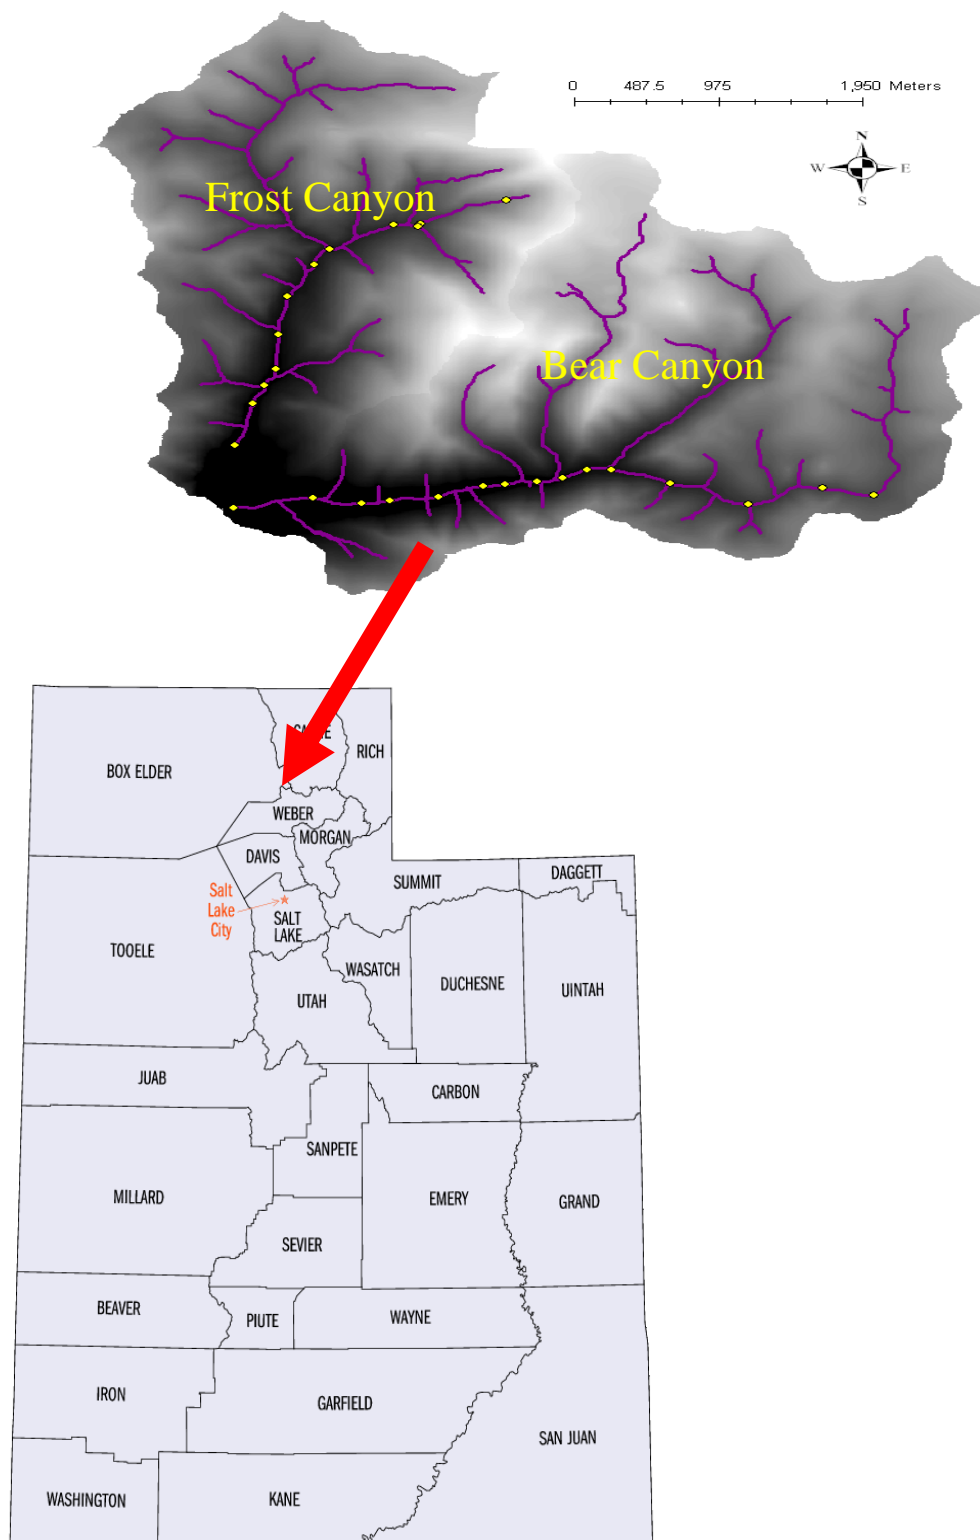 0 487.5 975 1,950 Meters
N
W E
S
Frost Canyon
Bear Canyon
RICH
BOX ELDER
WEBER
MORGAN
DAVIS
DAGGETT
SUMMIT
Salt
Lake
City
SALT
LAKE
TOOELE
WASATCH
DUCHESNE
UINTAH
UTAH
JUAB
CARBON
SANPETE
MILLARD
EMERY
GRAND
SEVIER
BEAVER
PIUTE
WAYNE
IRON
GARFIELD
SAN JUAN
WASHINGTON
KANE